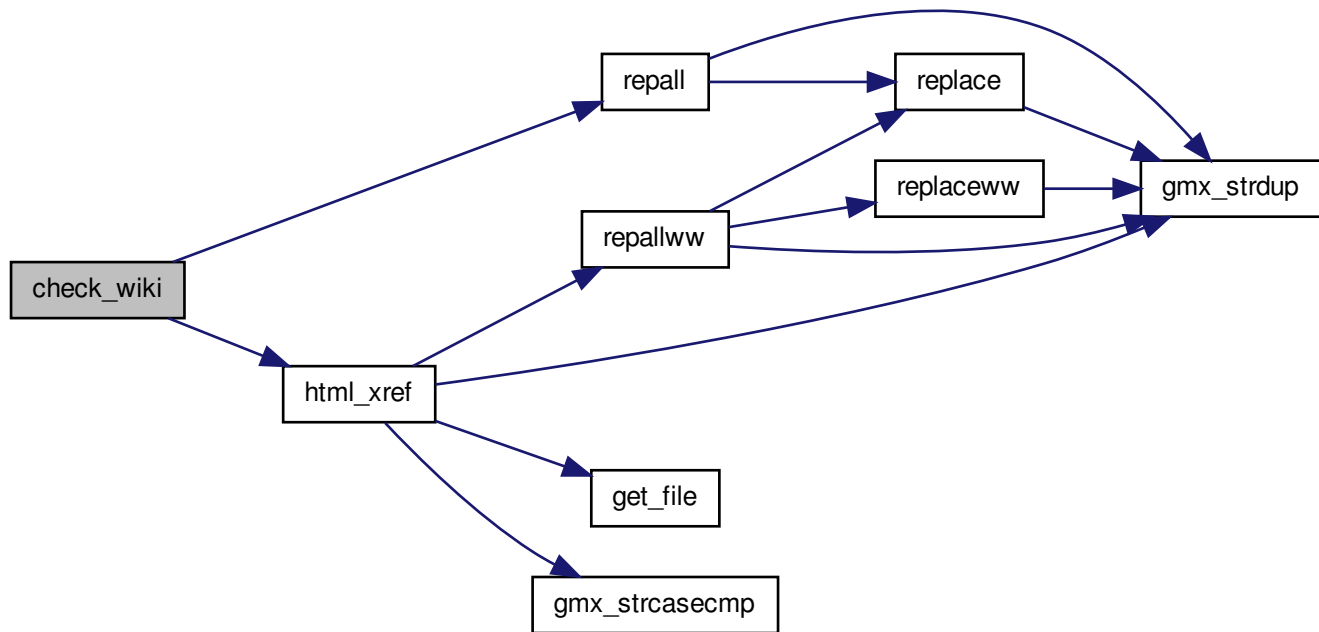 repall
replace
replaceww
gmx_strdup
repallww
check_wiki
html_xref
get_file
gmx_strcasecmp